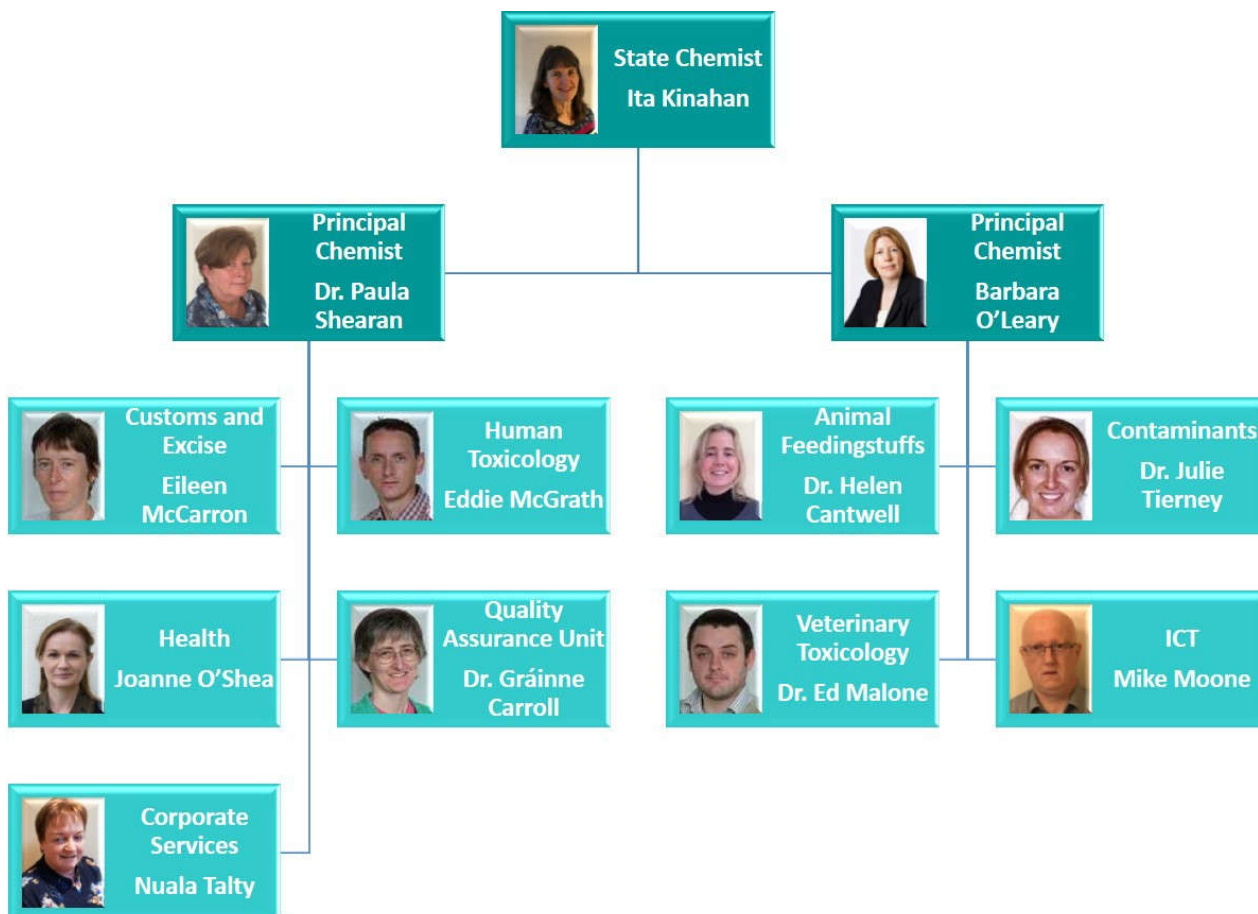 State Chemist
Ita Kinahan
Principal
Chemist
Dr. Paula
Shearan
Principal
Chemist
Barbara
O’Leary
Customs and
Excise
Eileen
McCarron
Human
Toxicology
Eddie McGrath
Animal
Feedingstuffs
Dr. Helen
Cantwell
Contaminants
Dr. Julie
Tierney
Health
Joanne O’Shea
Quality
Assurance Unit
Dr. Gráinne
Carroll
Veterinary
Toxicology
Dr. Ed Malone
ICT
Mike Moone
Corporate
Services
Nuala Talty